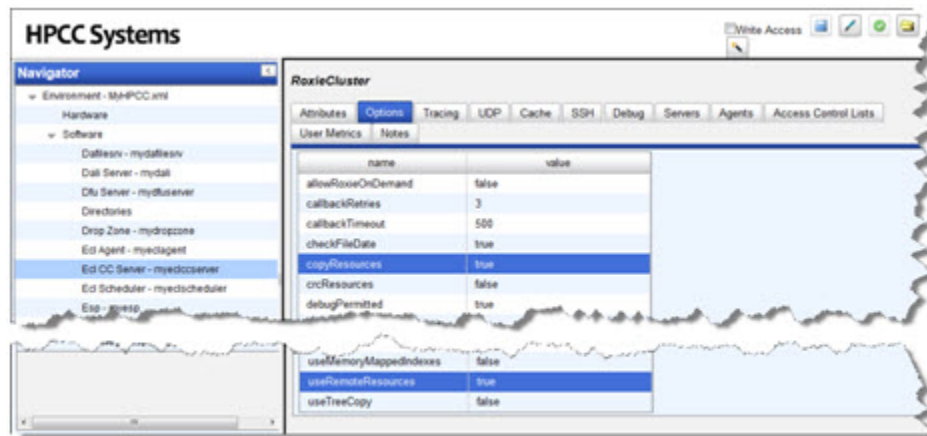 HPCC Systems
Write Access
Navigator
Environment - MyHPCC.xml
Hardware
Software
Dafilesrv - mydafilesrv
Dali Server - mydali
Dfu Server - mydfuserver
Directories
Drop Zone - mydropzone
Ecl Agent - myeclagent
Ecl CC Server - myeclccserver
Ecl Scheduler - myeclscheduler
Esp - myesp
RoxieCluster
Attributes Options Tracing UDP Cache SSH Debug Servers Agents Access Control Lists
User Metrics Notes
name value
allowRoxieOnDemand false
callbackRetries 3
callbackTimeout 500
checkFileDate true
copyResources true
crcResources false
debugPermitted true
useMemoryMappedIndexes false
useRemoteResources true
useTreeCopy false